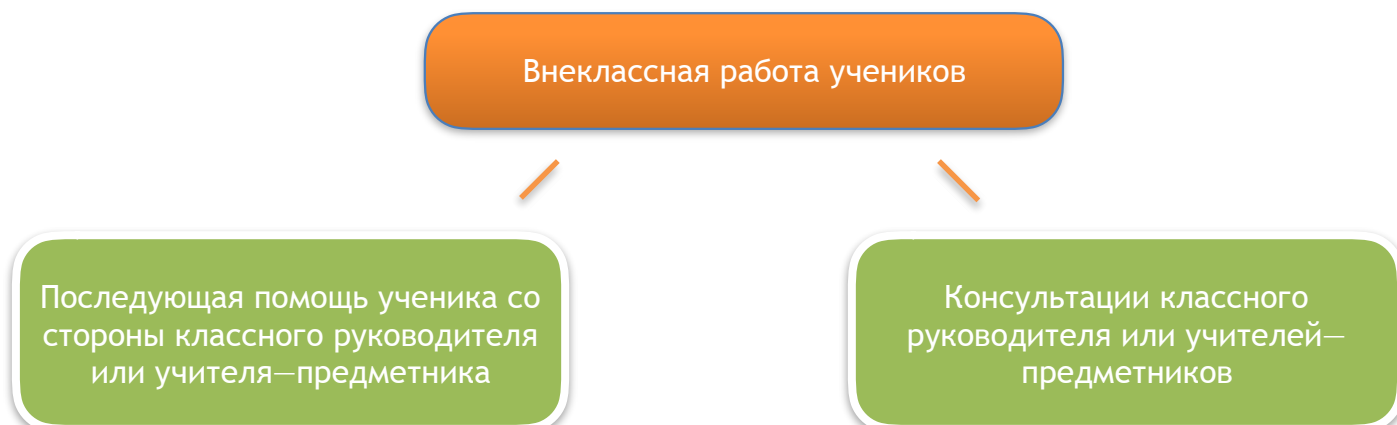 Внеклассная работа учеников
Последующая помощь ученика со
стороны классного руководителя
или учителя—предметника
Консультации классного
руководителя или учителей—
предметников